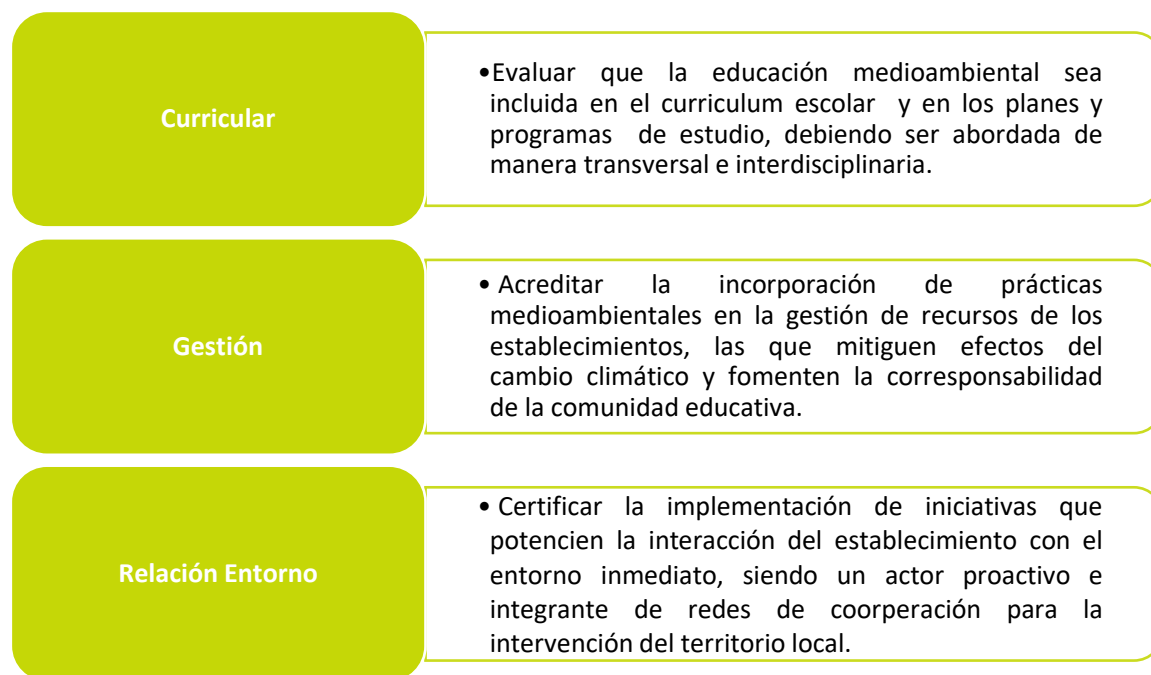 Curricular
•Evaluar que la educación medioambiental sea
incluida en el curriculum escolar y en los planes y
programas de estudio, debiendo ser abordada de
manera transversal e interdisciplinaria.
Gestión
• Acreditar la incorporación de prácticas
medioambientales en la gestión de recursos de los
establecimientos, las que mitiguen efectos del
cambio climático y fomenten la corresponsabilidad
de la comunidad educativa.
Relación Entorno
• Certificar la implementación de iniciativas que
potencien la interacción del establecimiento con el
entorno inmediato, siendo un actor proactivo e
integrante de redes de coorperación para la
intervención del territorio local.